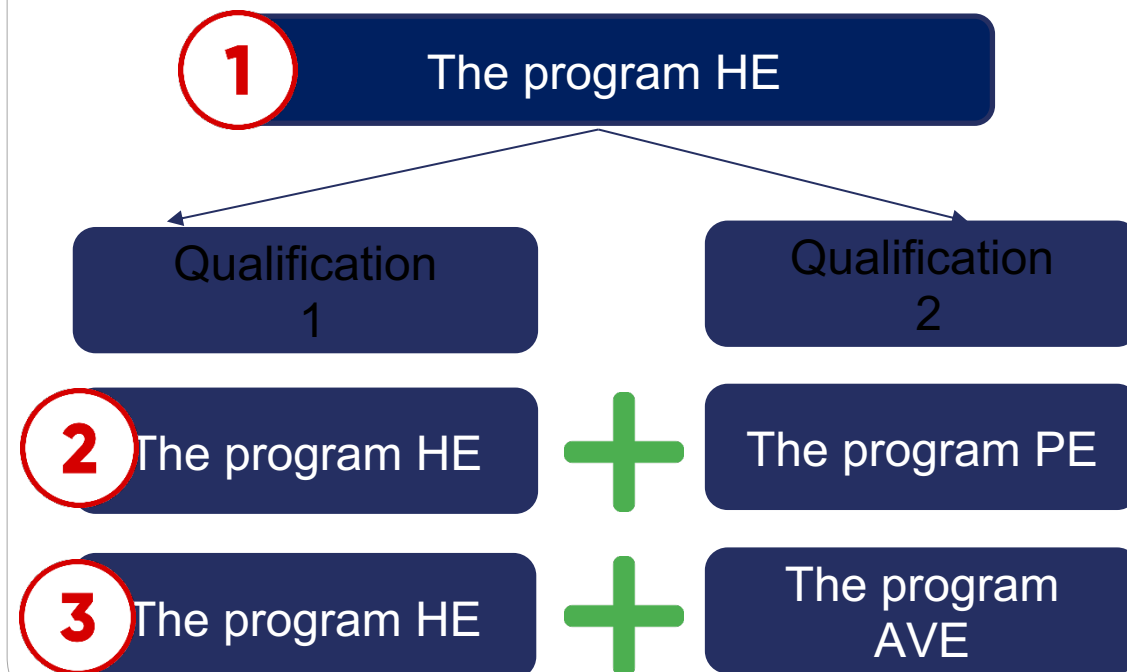 1
The program HE
Qualification
1
Qualification
2
2
The program HE
The program PE
3
The program HE
The program
AVE